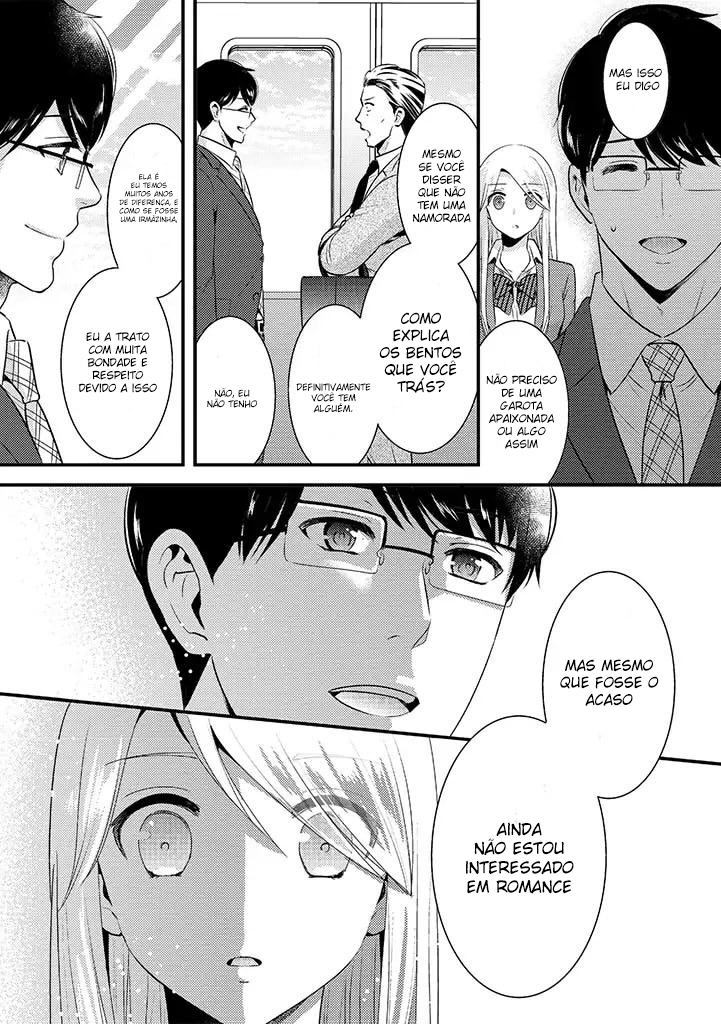 MAS ISSO
EU DIGO
NÃO PRECISO
DE UMA
GAROTA
APAIXONADA
OU ALGO
ASSIM
MESMO
SE VOCÊ
DISSER
QUE NÃO
TEM UMA
NAMORADA
COMO
EXPLICA
OS BENTOS
QUE VOCÊ
TRÁS?
DEFINITIVAMENTE
VOCÊ TEM
ALGUÉM.
NÃO, EU
NÃO TENHO
ELA É
EU TEMOS
MUITOS ANOS
DE DIFERENÇA, E
COMO SE FOSSE
UMA IRMÃZINHA,
EU A TRATO
COM MUITA
BONDADE E
RESPEITO
DEVIDO A ISSO
MAS MESMO
QUE FOSSE O
ACASO
AINDA
NÃO ESTOU
INTERESSADO
EM ROMANCE